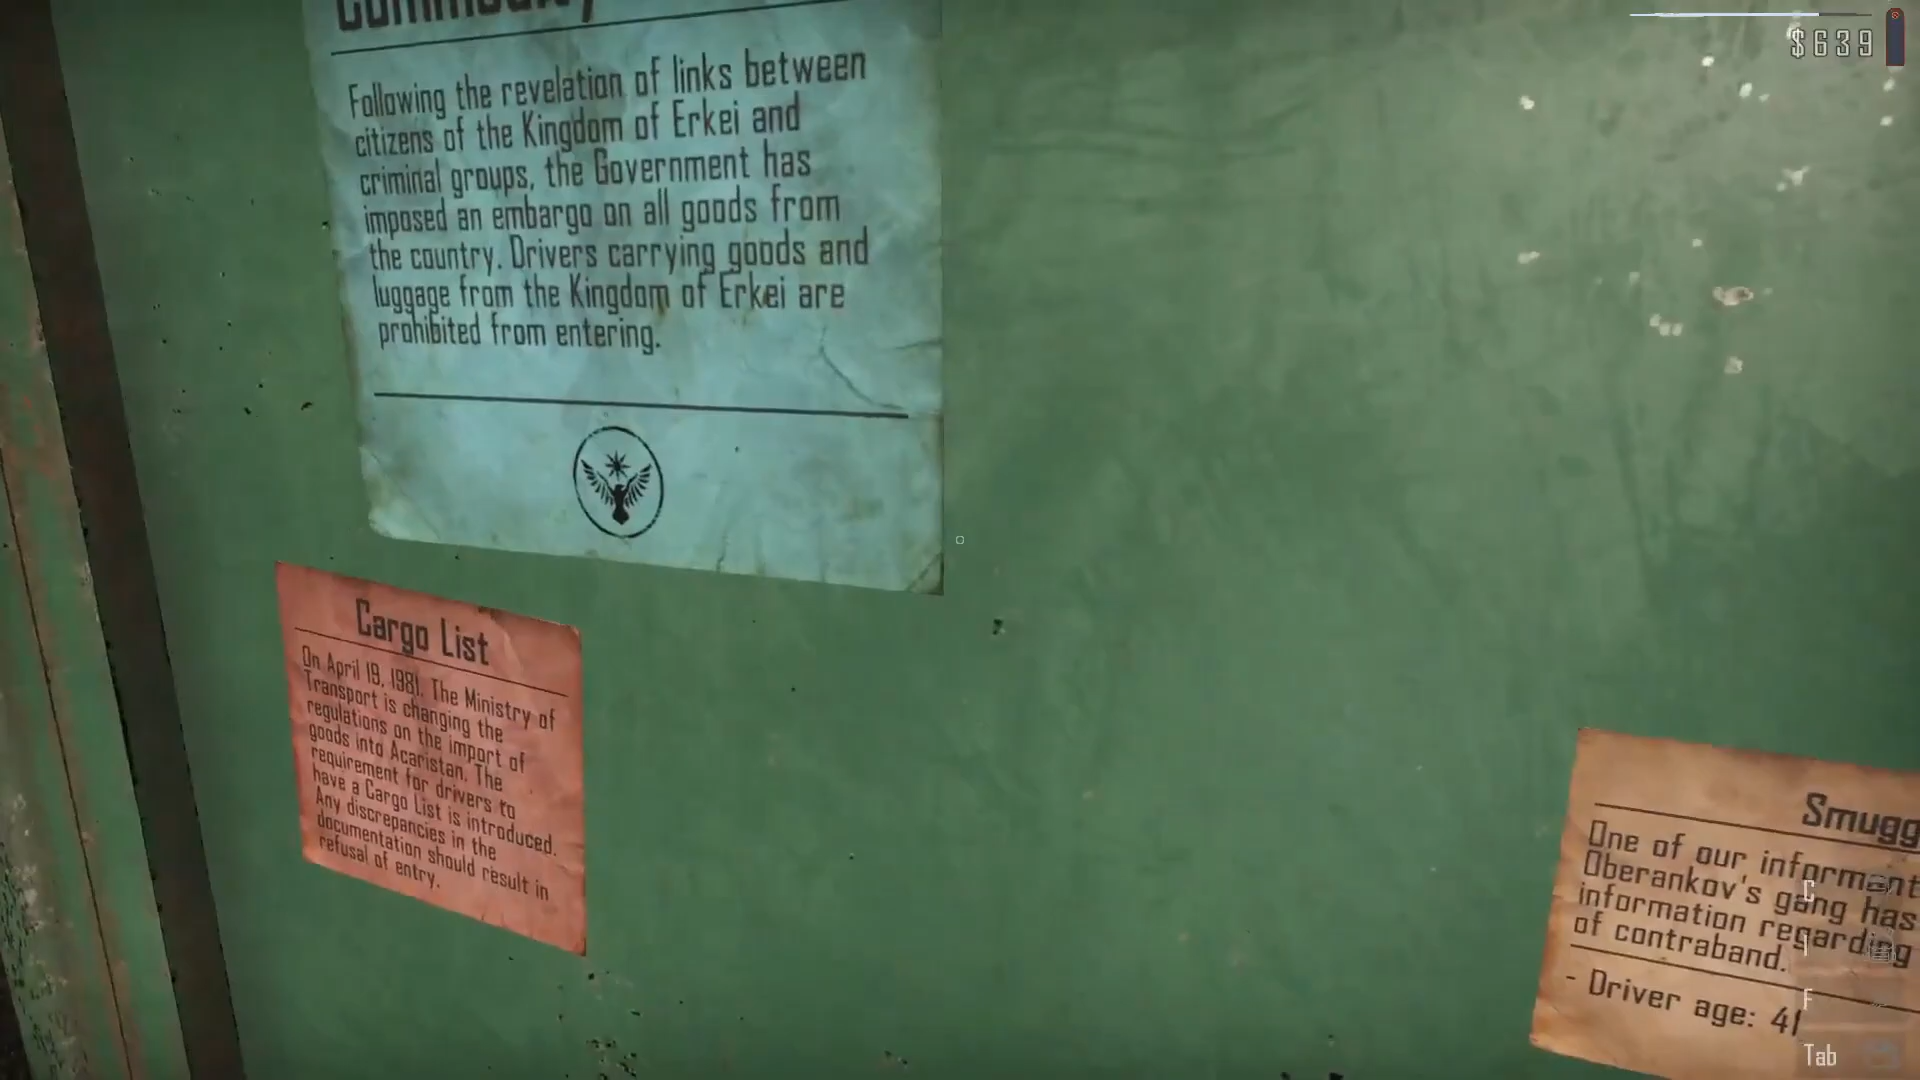 $639
Following the revelation of links between
citizens of the Kingdom of Erkei and
criminal groups, the Government has
imposed an embargo on all goods from
the country. Drivers carrying goods and
luggage from the Kingdom of Erkei are
prohibited from entering.
Cargo List
On April 19, 1981. The Ministry of
Transport is changing the
regulations on the import of
goods into Acaristan. The
requirement for drivers to
have a Cargo List is introduced.
Any discrepancies in the
documentation should result in
refusal of entry.
Smugg
One of our informant
Oberankov's gang has
information regarding
of contraband.
- Driver age: 41
C
I
F
Tab